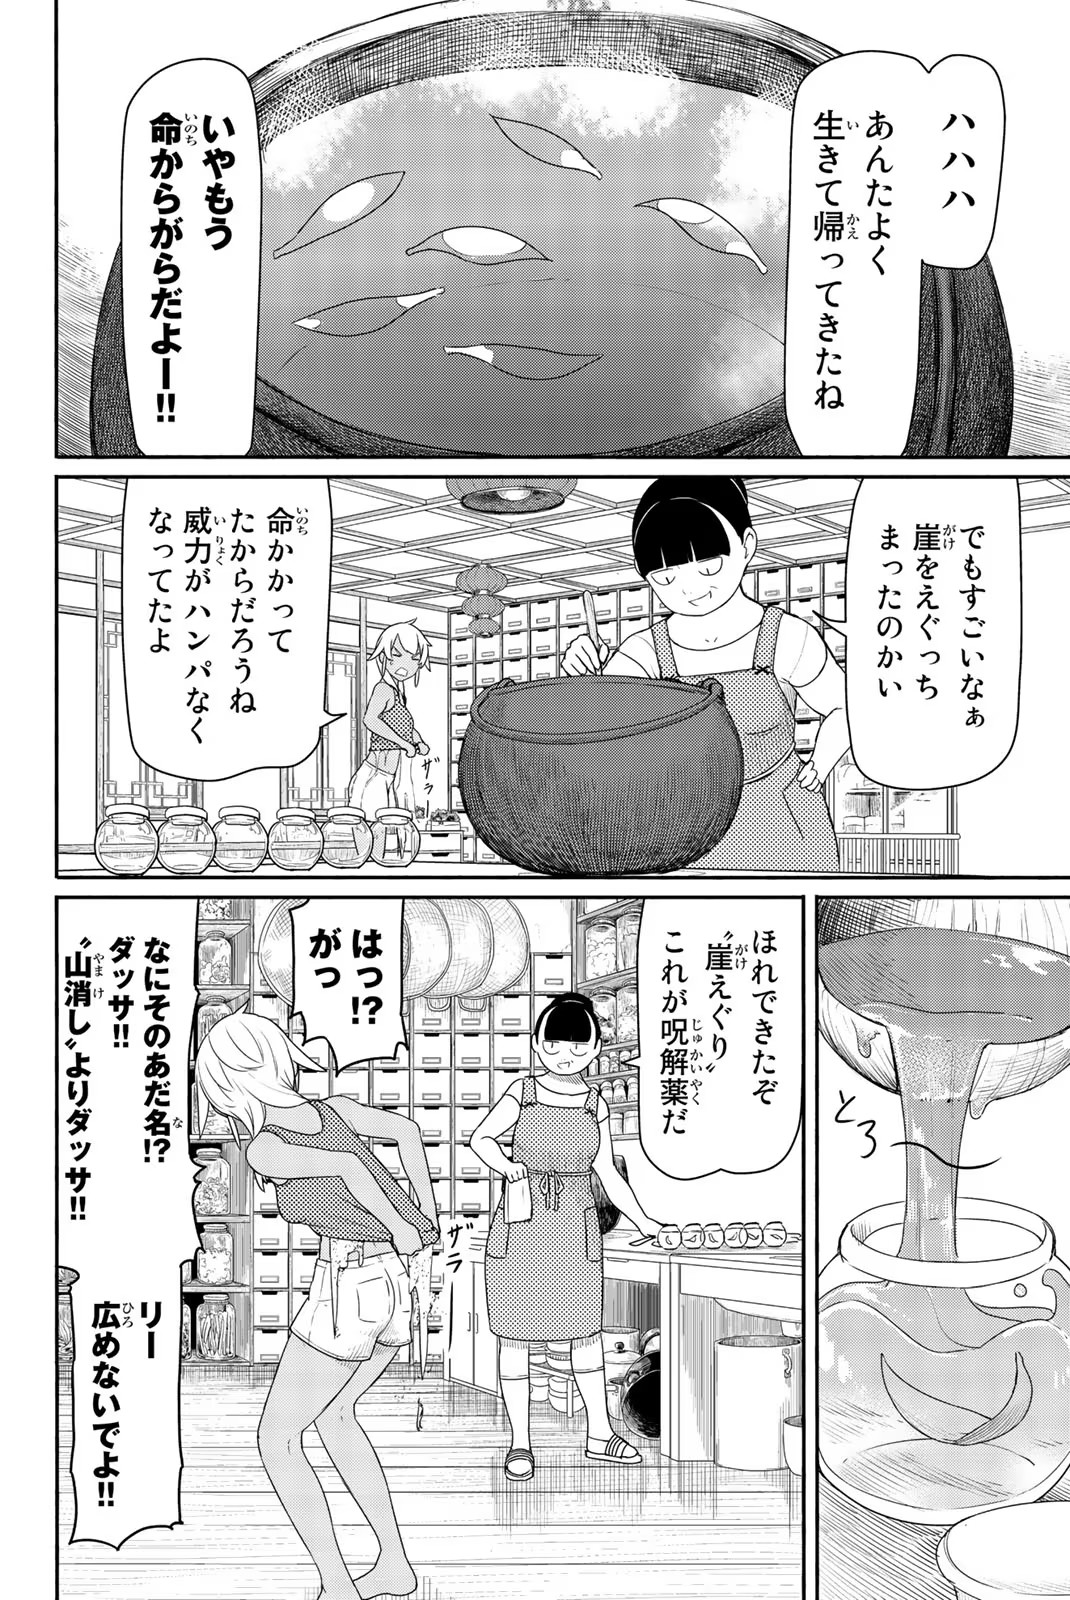 ハハハ
あんたよく
生きて帰ってきたね
いやもう
命からがらだよー!!
でもすごいなぁ
崖をえぐっち
まったのかい
命かかって
たからだろうね
威力がハンパなく
なってたよ
ザラー
とろ〜
ほれできたぞ
〝崖えぐり〟
これが呪解薬だ
はっ!?
がっ
ザラ
なにそのあだ名!?
ダッサ!!
〝山消し〟よりダッサ!!
リー
広めないでよ!!